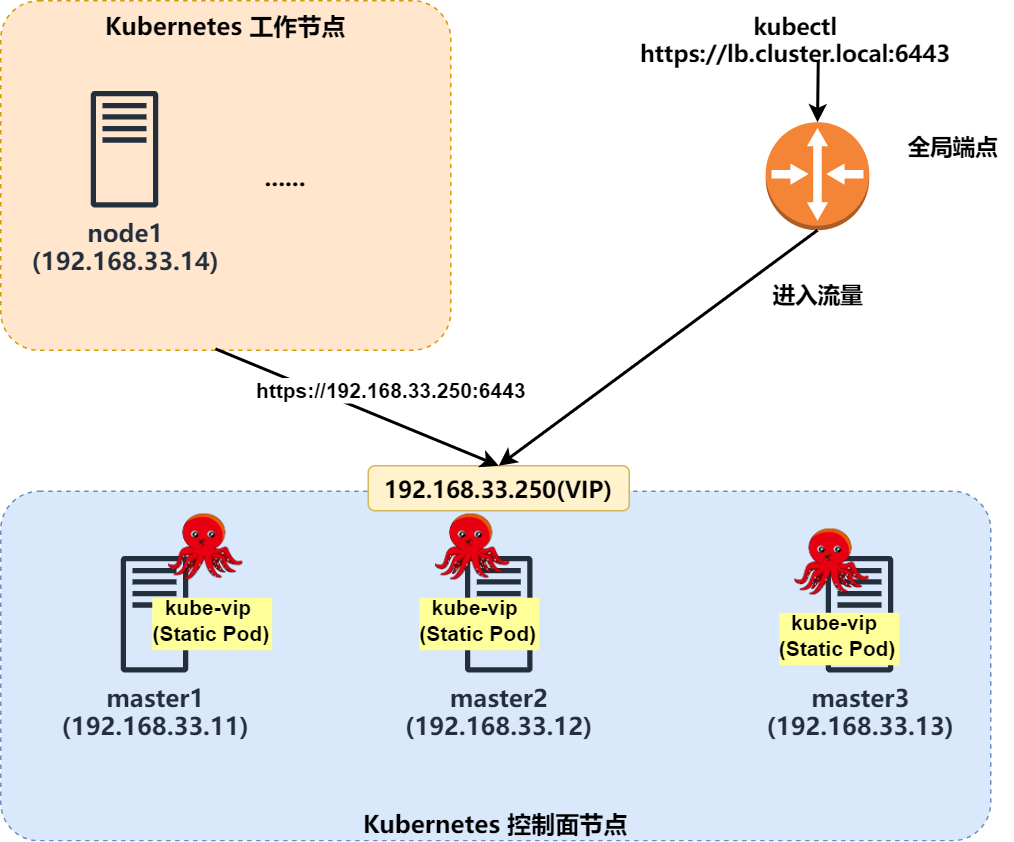 Kubernetes 工作节点
......
node1
(192.168.33.14)
kubectl
https://lb.cluster.local:6443
全局端点
进入流量
https://192.168.33.250:6443
192.168.33.250(VIP)
kube-vip
(Static Pod)
master1
(192.168.33.11)
kube-vip
(Static Pod)
master2
(192.168.33.12)
kube-vip
(Static Pod)
master3
(192.168.33.13)
Kubernetes 控制面节点